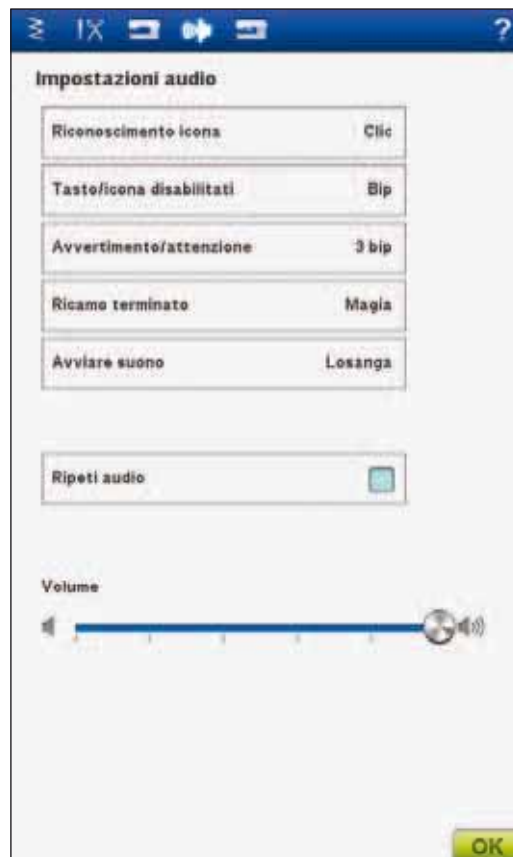 ?
Impostazioni audio
Riconoscimento icona Clic
Tasto/icona disabilitati Bip
Avvertimento/attenzione 3 bip
Ricamo terminato Magia
Avviare suono Losanga
Ripeti audio
Volume
OK